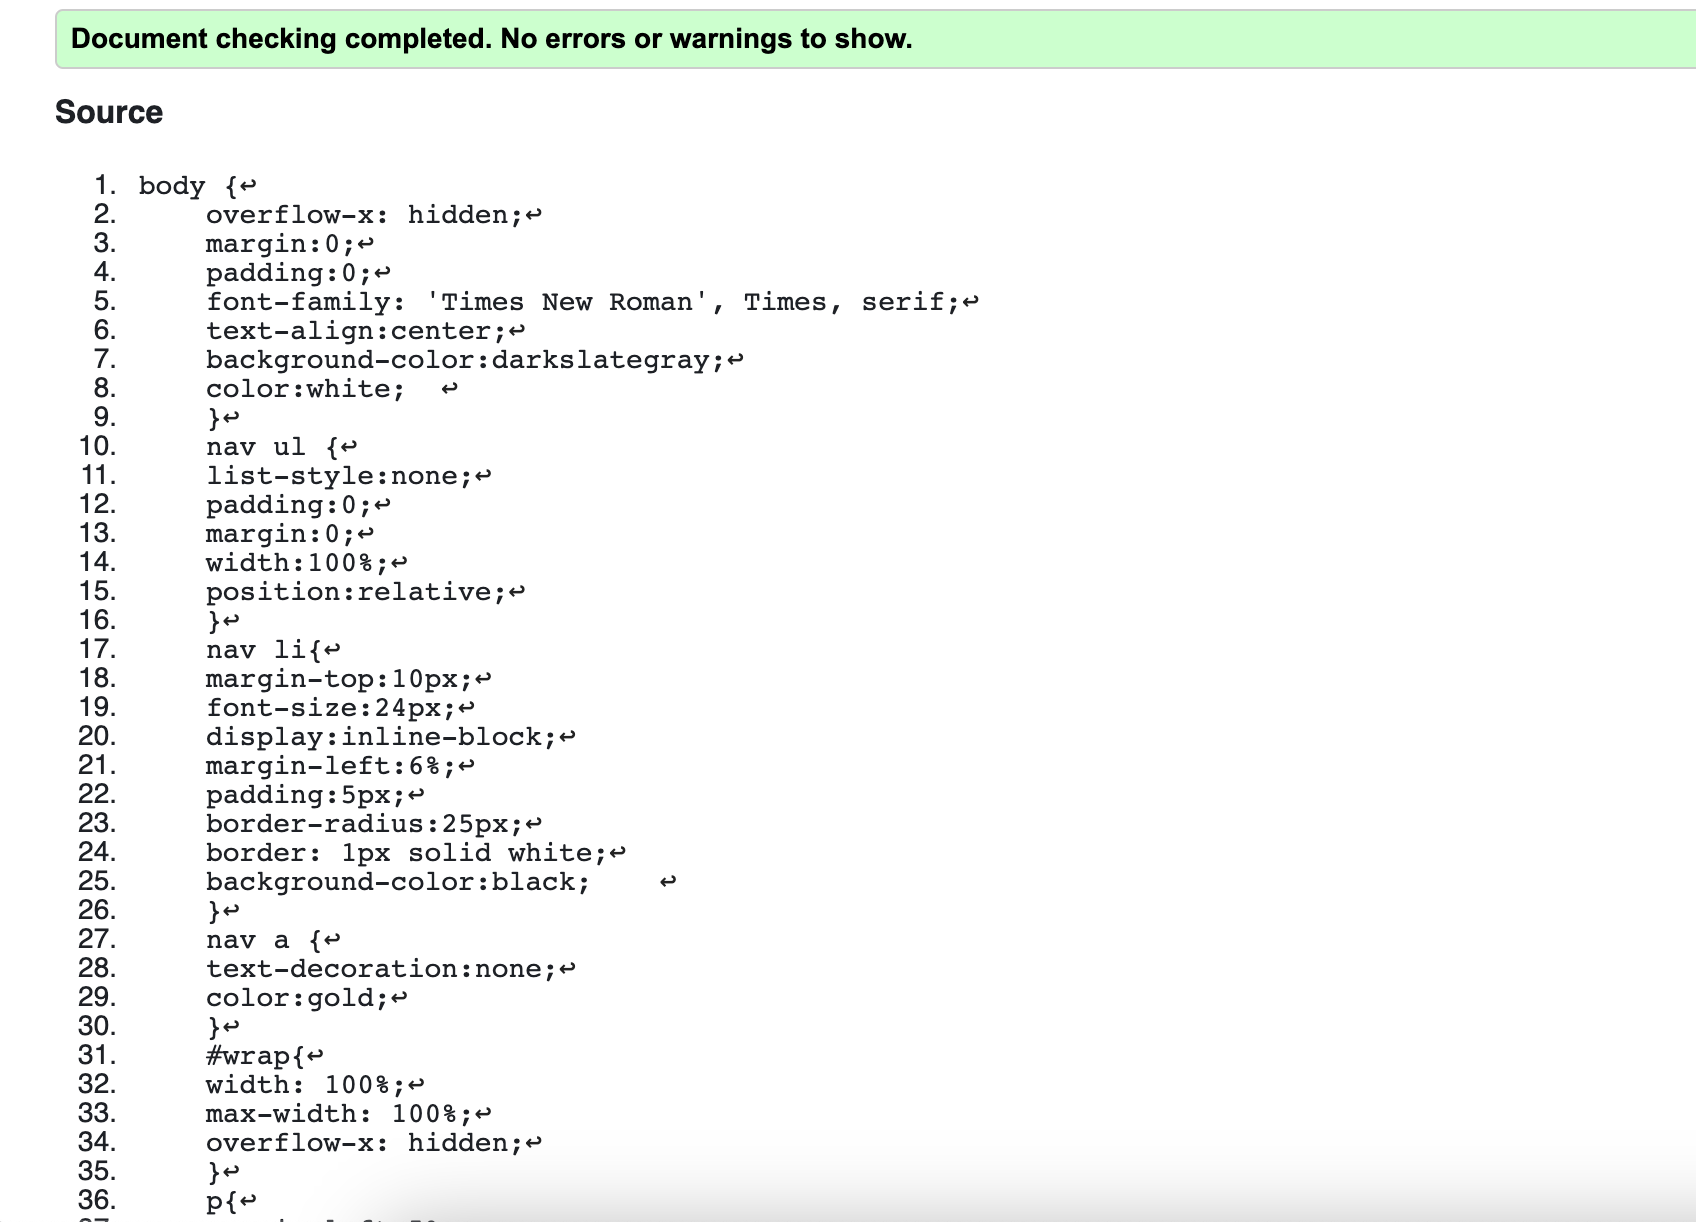 Document checking completed. No errors or warnings to show.
Source
1. body {↩
2. overflow-x: hidden;↩
3. margin:0;↩
4. padding:0;↩
5. font-family: 'Times New Roman', Times, serif;↩
6. text-align:center;↩
7. background-color:darkslategray;↩
8. color:white;  ↩
9. }↩
10. nav ul {↩
11. list-style:none;↩
12. padding:0;↩
13. margin:0;↩
14. width:100%;↩
15. position:relative;↩
16. }↩
17. nav li{↩
18. margin-top:10px;↩
19. font-size:24px;↩
20. display:inline-block;↩
21. margin-left:6%;↩
22. padding:5px;↩
23. border-radius:25px;↩
24. border: 1px solid white;↩
25. background-color:black;    ↩
26. }↩
27. nav a {↩
28. text-decoration:none;↩
29. color:gold;↩
30. }↩
31. #wrap{↩
32. width: 100%;↩
33. max-width: 100%;↩
34. overflow-x: hidden;↩
35. }↩
36. p{↩